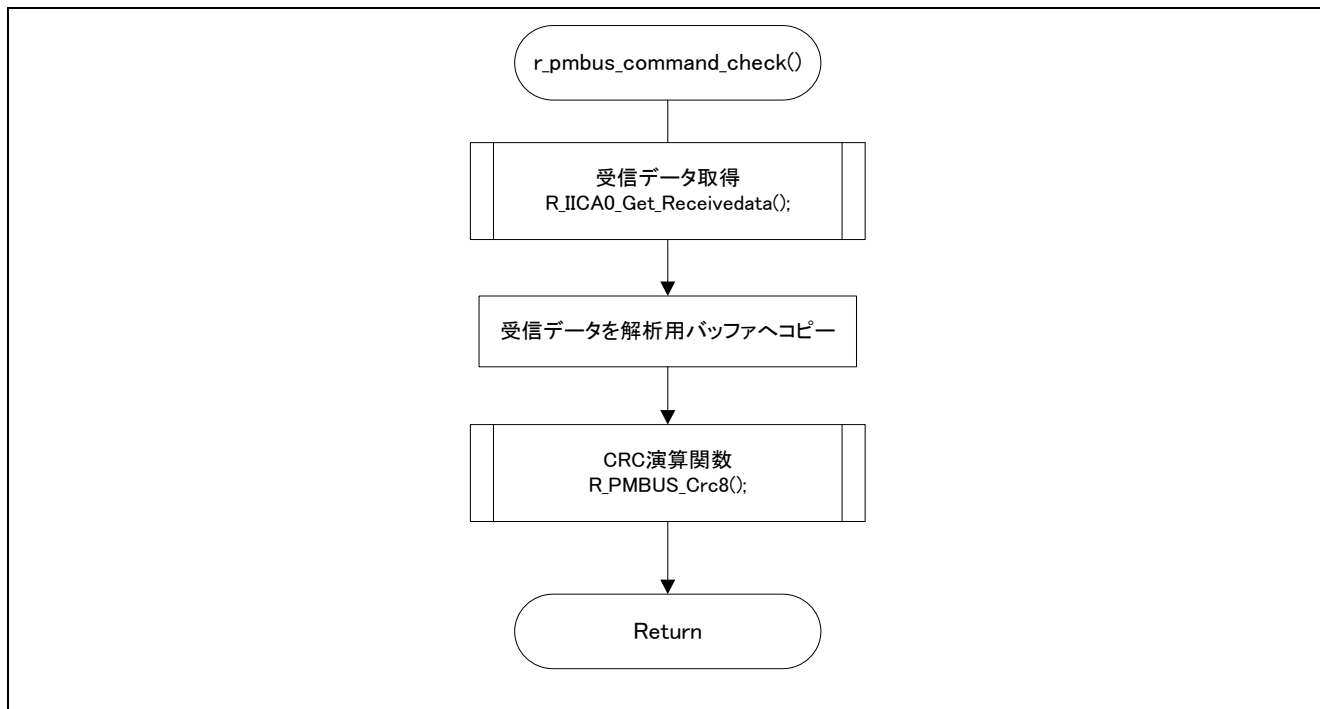 r_pmbus_command_check()
受信データ取得
R_IICA0_Get_Receivedata();
受信データを解析用バッファへコピー
CRC演算関数
R_PMBUS_Crc8();
Return